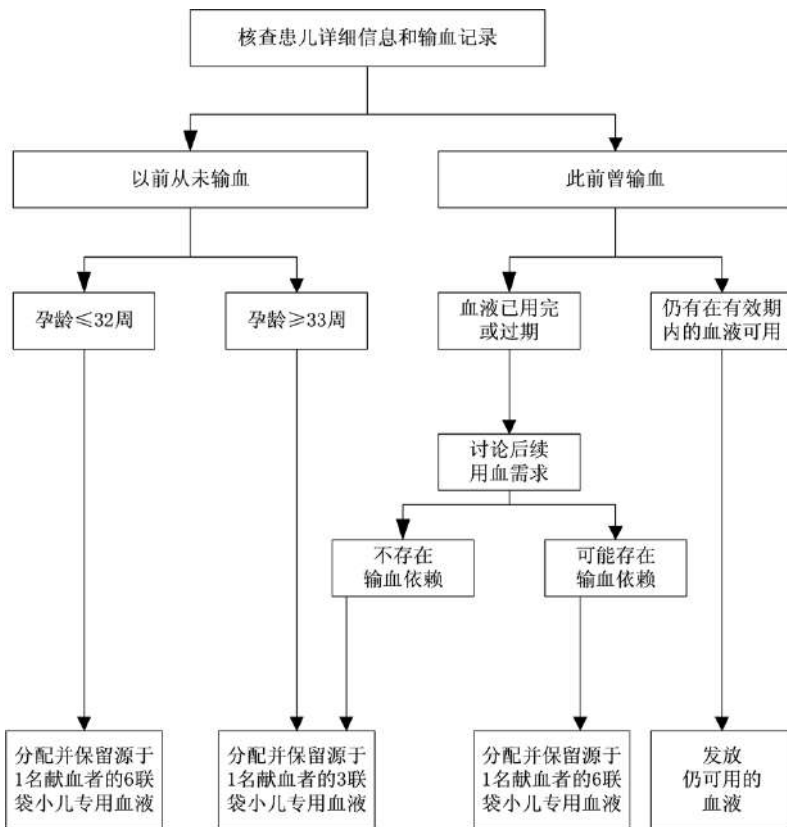 核查患儿详细信息和输血记录
以前从未输血
此前曾输血
孕龄≤32周
孕龄≥33周
血液已用完
或过期
仍有在有效期
内的血液可用
讨论后续
用血需求
不存在
输血依赖
可能存在
输血依赖
分配并保留源于
1名献血者的6联
袋小儿专用血液
分配并保留源于
1名献血者的3联
袋小儿专用血液
分配并保留源于
1名献血者的6联
袋小儿专用血液
发放
仍可用的
血液